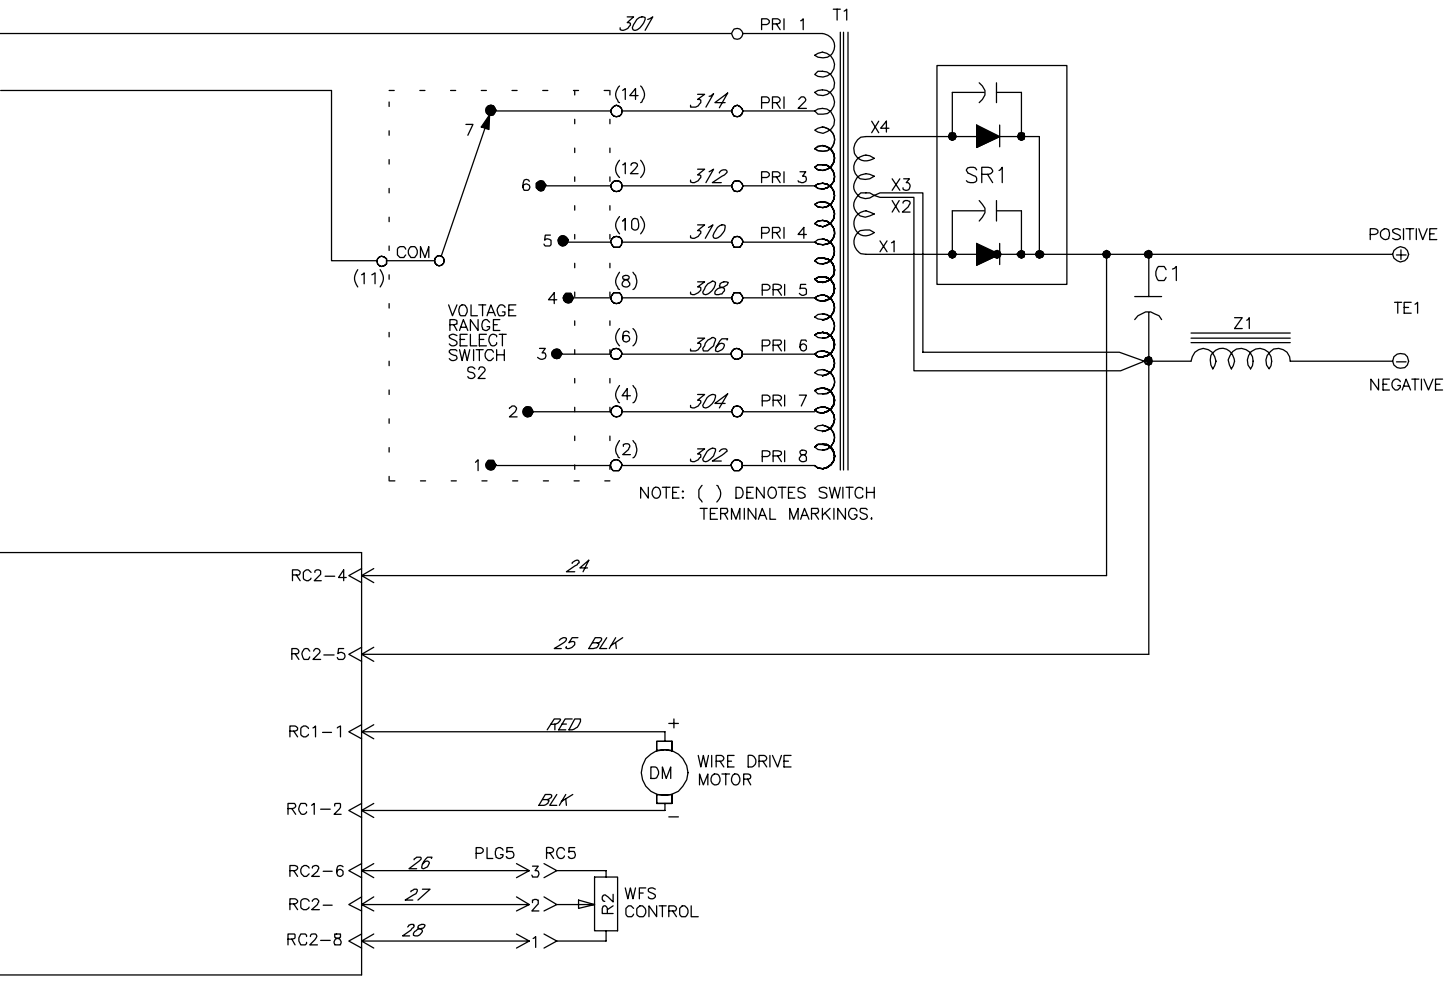 301
PRI 1
T1
(14)
314
PRI 2
7
X4
(12)
6
312
PRI 3
SR1
X3
X2
(10)
5
310
PRI 4
X1
COM
(11)
POSITIVE
+
(8)
4
308
PRI 5
C1
VOLTAGE
RANGE
SELECT
SWITCH
S2
TE1
Z1
(6)
3
306
PRI 6
−
NEGATIVE
(4)
2
304
PRI 7
(2)
1
302
PRI 8
NOTE: ( ) DENOTES SWITCH
TERMINAL MARKINGS.
RC2-4
24
RC2-5
25 BLK
RC1-1
RED
+
DM
WIRE DRIVE
MOTOR
RC1-2
BLK
−
RC2-6
26
PLG5
RC5
3
RC2-
27
2
R2
WFS
CONTROL
RC2-8
28
1